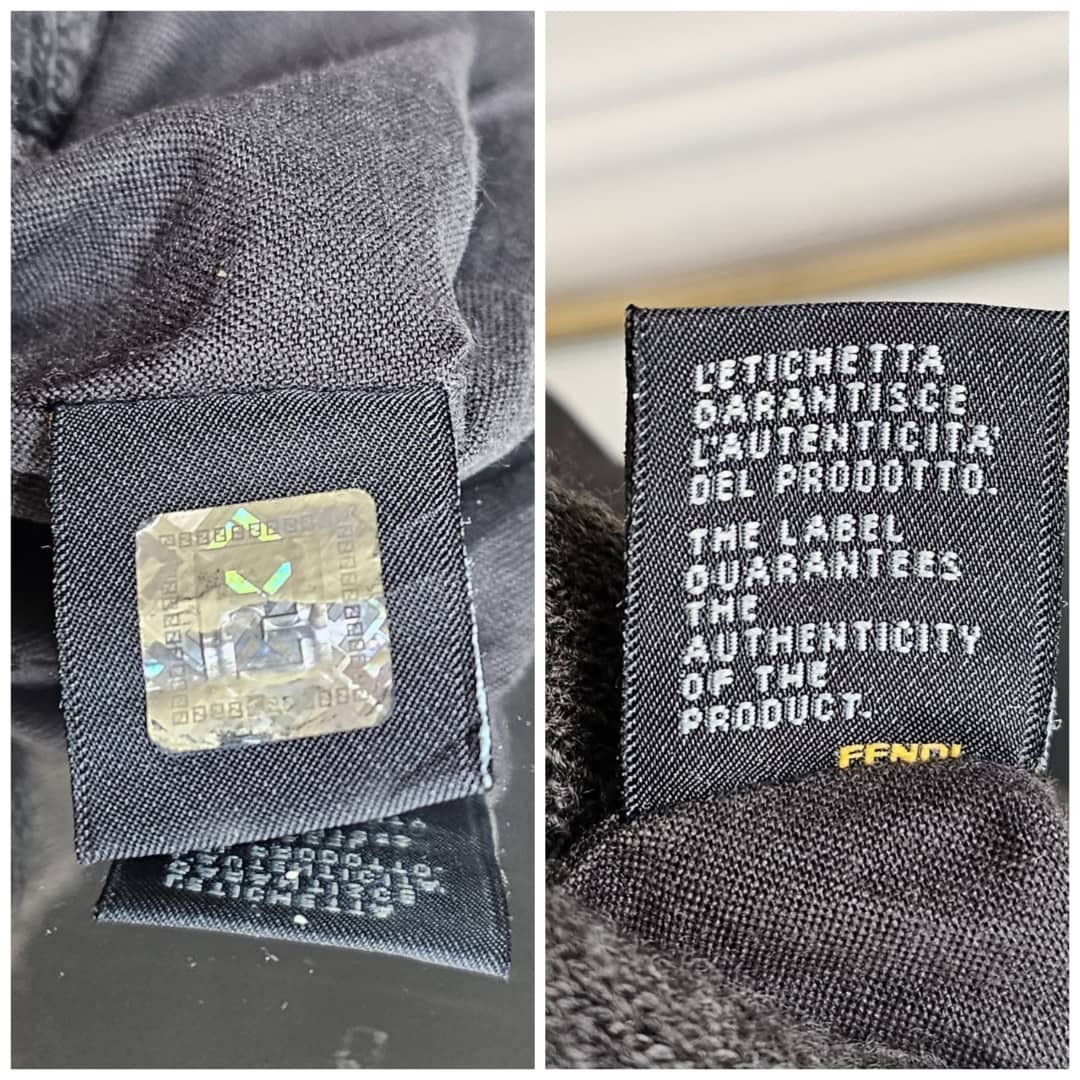 L'ETICHETTA
GARANTISCE
L'AUTENTICITA'
DEL PRODOTTO.
THE LABEL
GUARANTEES
THE
AUTHENTICITY
OF THE
PRODUCT.
FENDI